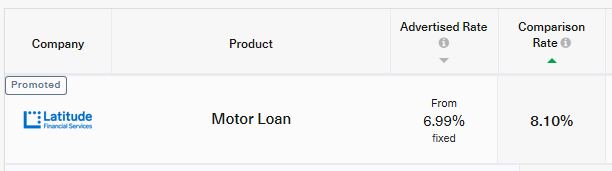 Company
Product
Advertised Rate
Comparison
Rate
Promoted
Latitude
Financial Services
Motor Loan
From
6.99%
fixed
8.10%